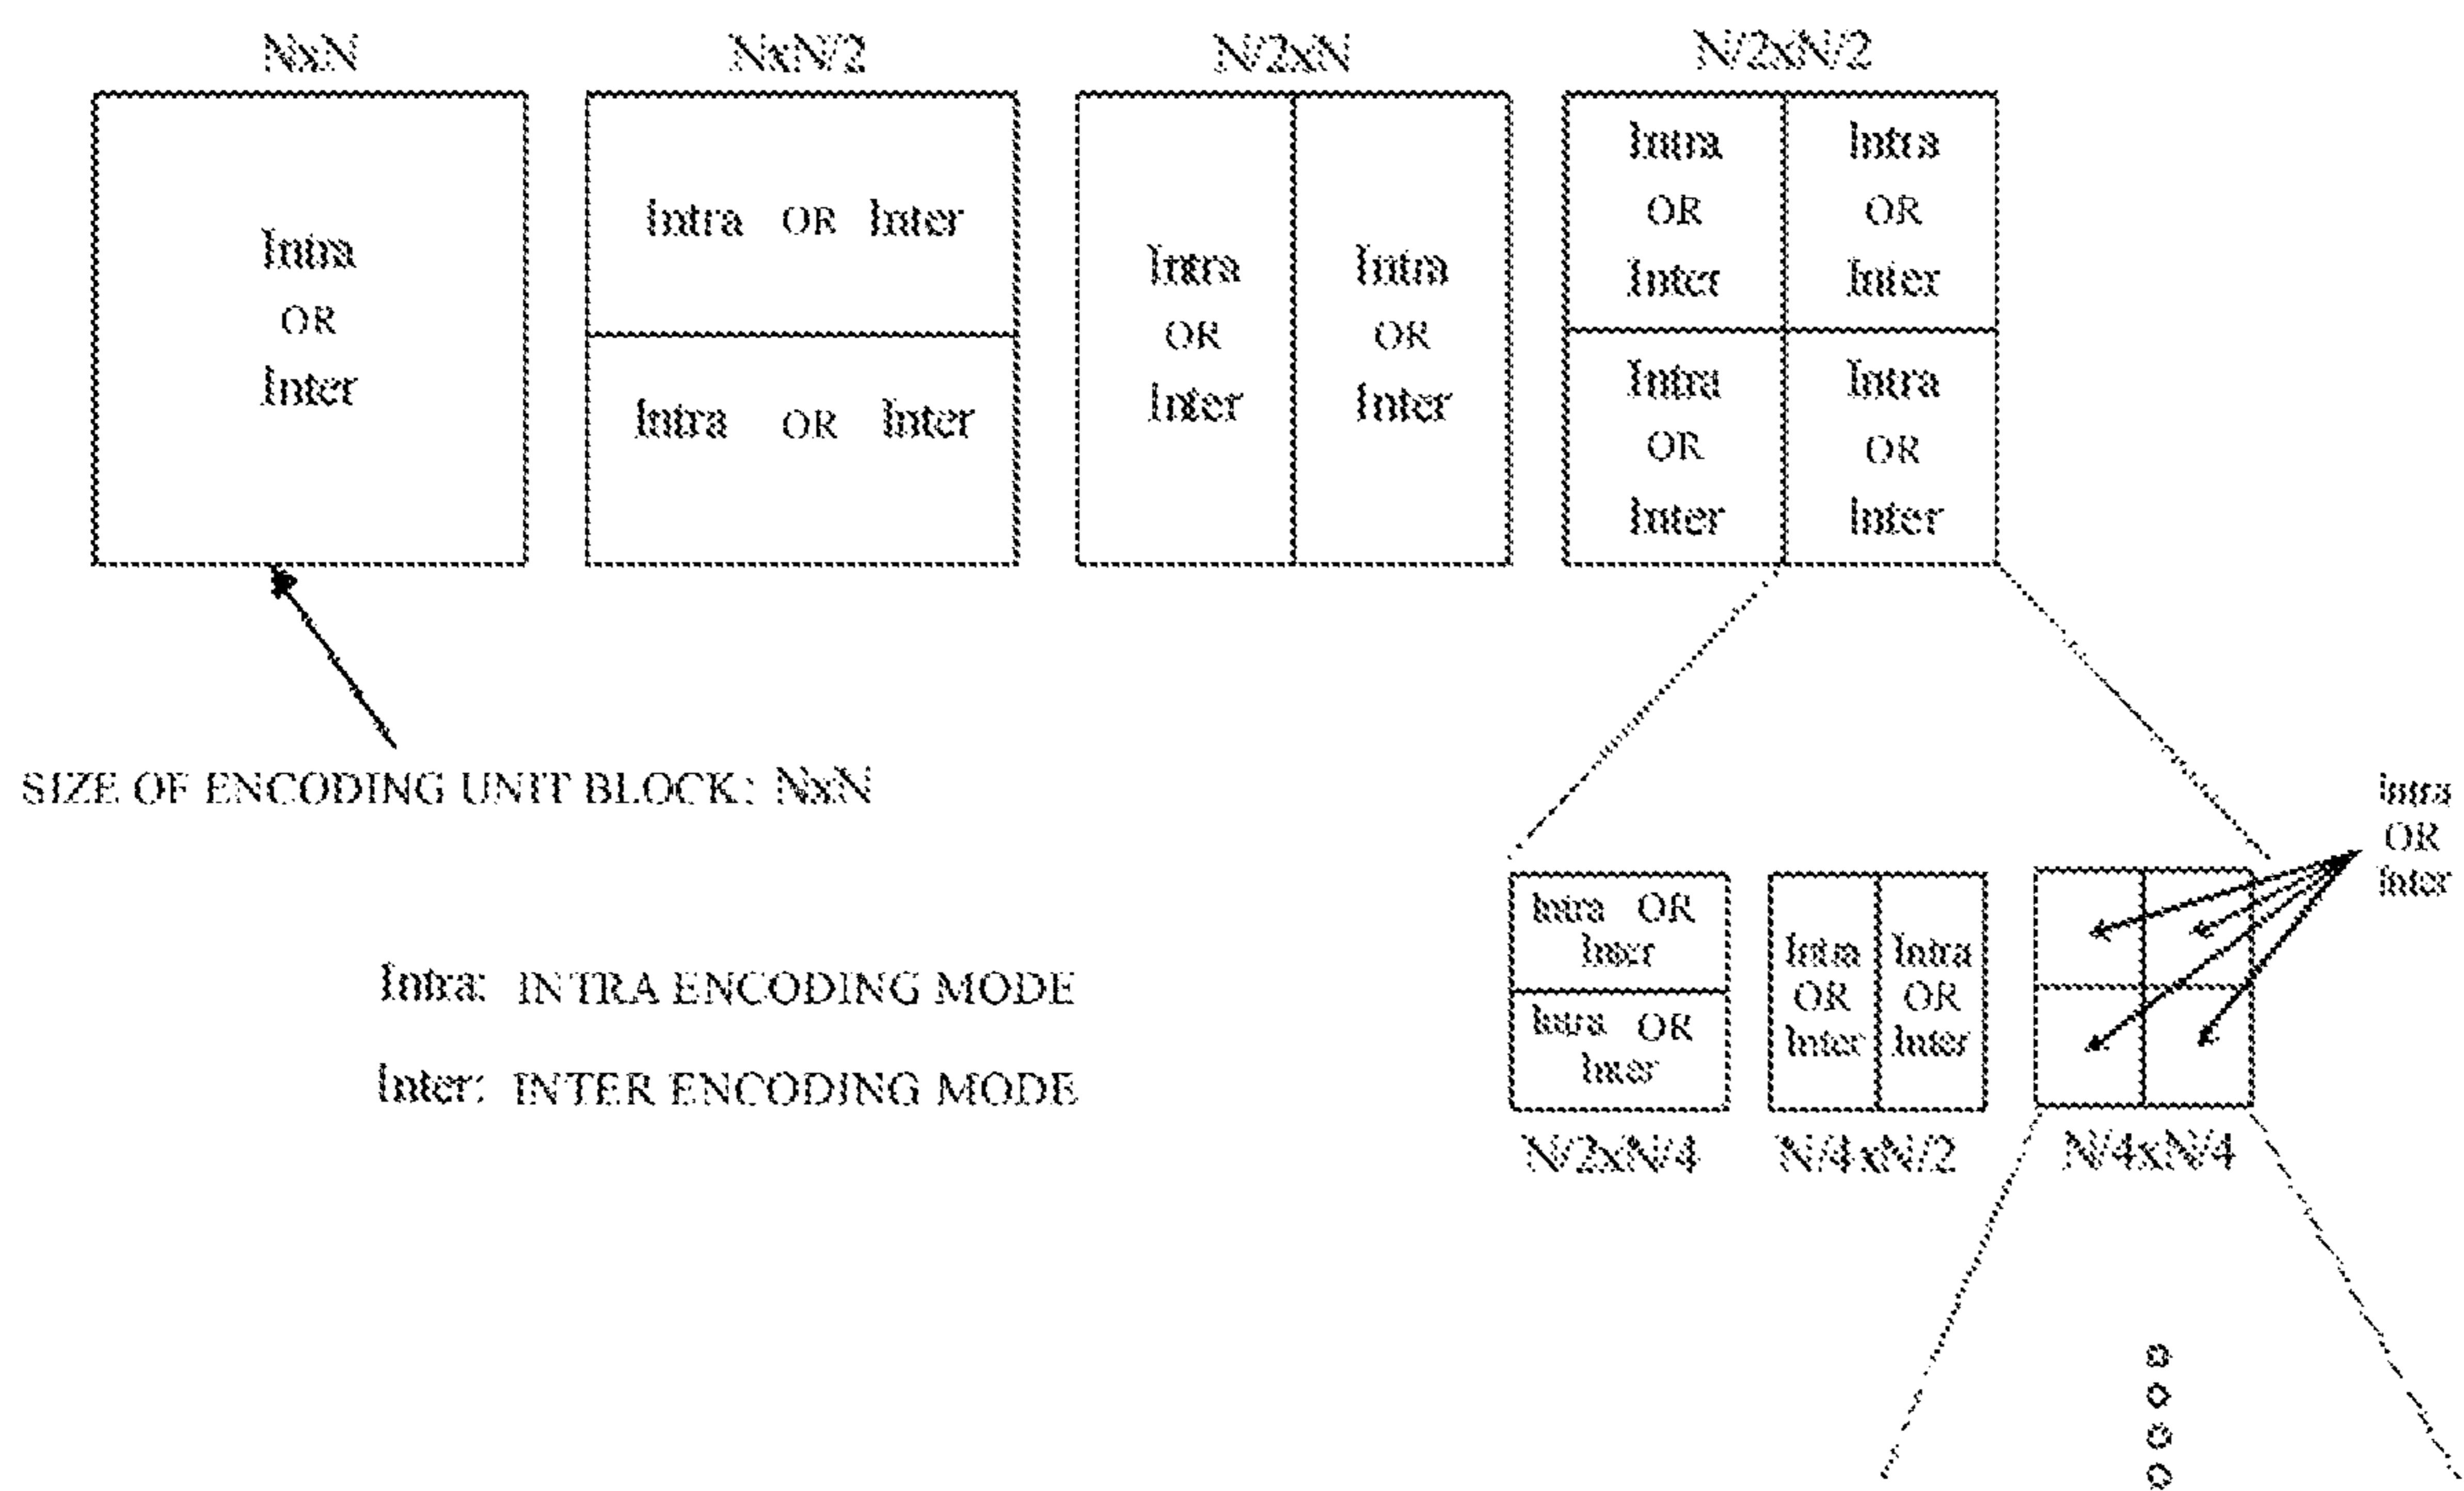 NxN
NxN/2
N/2xN
N/2xN/2
Intra
OR
Inter
Intra OR Inter
Intra OR Inter
Intra
OR
Inter
Intra
OR
Inter
Intra
OR
Inter
Intra
OR
Inter
Intra
OR
Inter
Intra
OR
Inter
SIZE OF ENCODING UNIT BLOCK: NxN
Intra
OR
Inter
Intra OR
Inter
Intra OR
Inter
Intra
OR
Inter
Intra
OR
Inter
N/2xN/4
N/4xN/2
N/4xN/4
Intra: INTRA ENCODING MODE
Inter: INTER ENCODING MODE